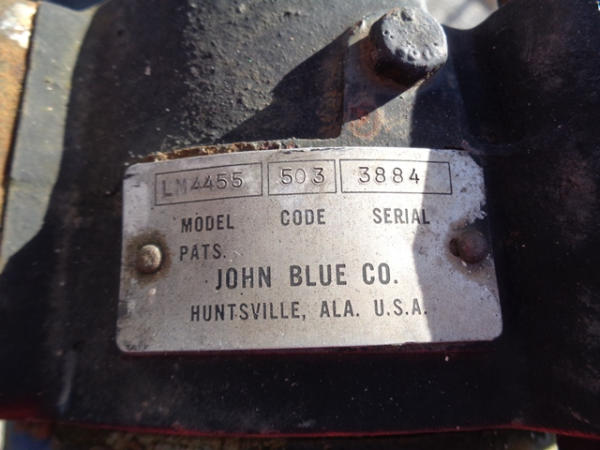 LM4455 503 3884
MODEL CODE SERIAL
PATS.
JOHN BLUE CO.
HUNTSVILLE, ALA. U.S.A.